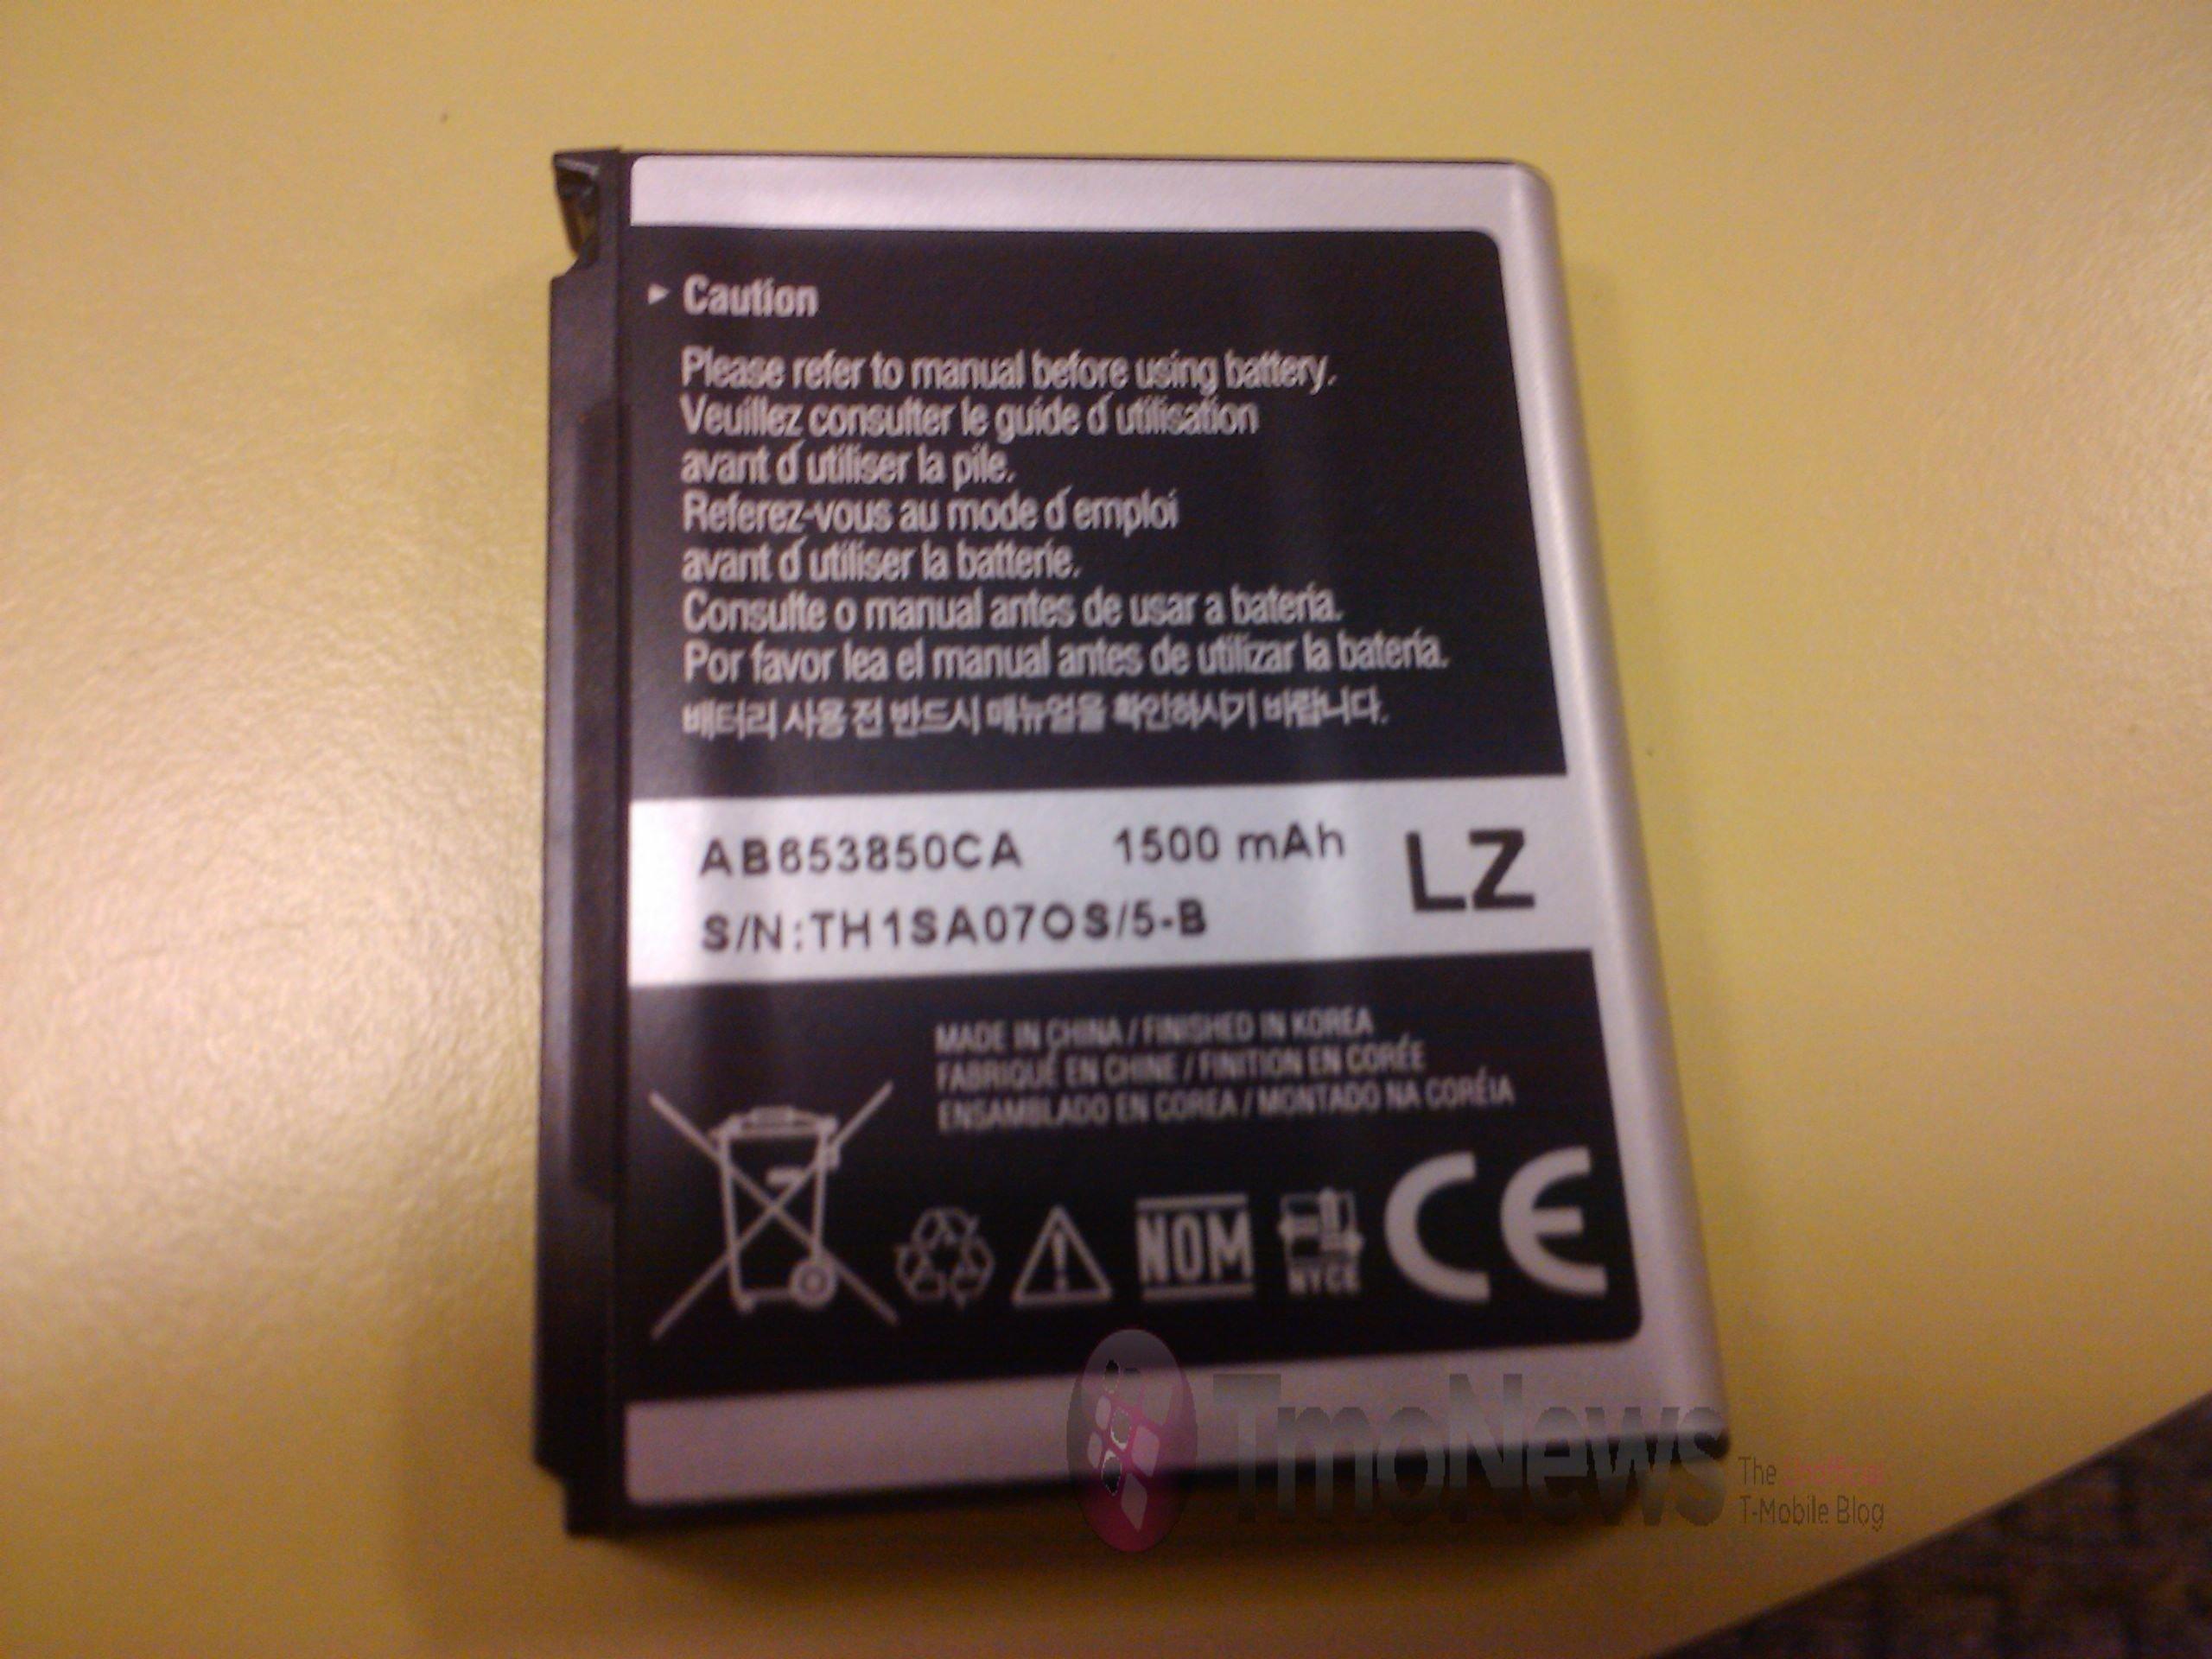 Caution
Please refer to manual before using battery.
Veuillez consulter le guide d´utilisation
avant d´utiliser la pile.
Referez-vous au mode d´emploi
avant d´utiliser la batterie.
Consulte o manual antes de usar a bateria.
Por favor lea el manual antes de utilizar la batería.
배터리 사용 전 반드시 매뉴얼을 확인하시기 바랍니다.
AB653850CA 1500 mAh
LZ
S/N:TH1SA07OS/5-B
MADE IN CHINA / FINISHED IN KOREA
FABRIQUÉ EN CHINE / FINITION EN CORÉE
ENSAMBLADO EN COREA / MONTADO NA CORÉIA
NOM
NYCE
CE
TmoNews
The
T-Mobile Blog